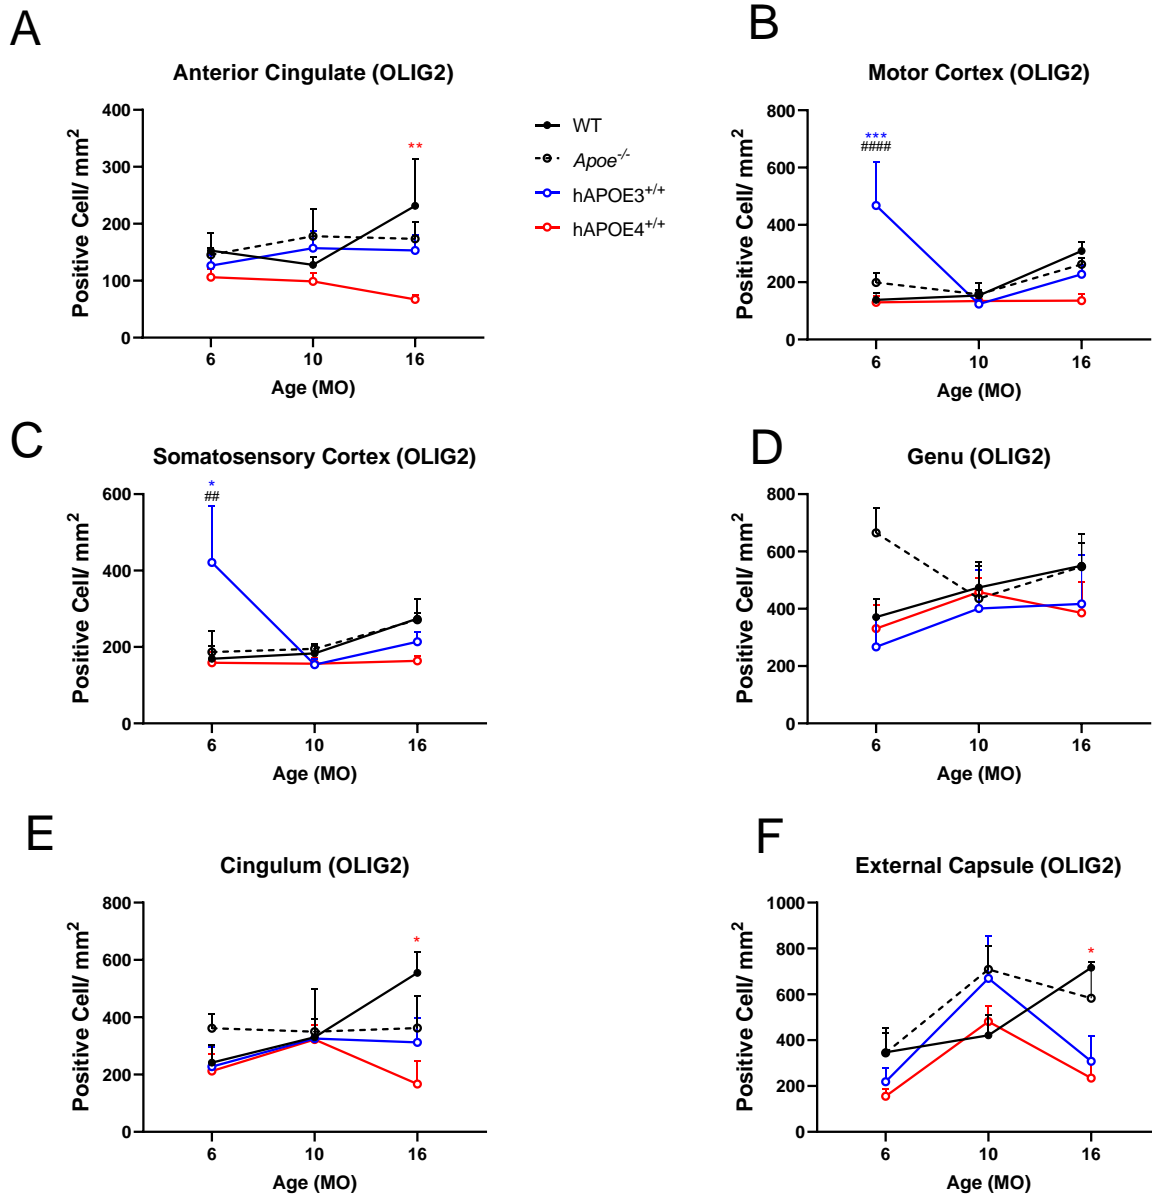 A
Anterior Cingulate (OLIG2)
Positive Cell/ mm²
400
300
200
100
0
**
6 10 16
Age (MO)
WT
Apoe⁻/⁻
hAPOE3⁺/⁺
hAPOE4⁺/⁺
B
Motor Cortex (OLIG2)
Positive Cell/ mm²
800
600
400
200
0
***
####
6 10 16
Age (MO)
C
Somatosensory Cortex (OLIG2)
Positive Cell/ mm²
600
400
200
0
*
##
6 10 16
Age (MO)
D
Genu (OLIG2)
Positive Cell/ mm²
800
600
400
200
0
6 10 16
Age (MO)
E
Cingulum (OLIG2)
Positive Cell/ mm²
800
600
400
200
0
*
6 10 16
Age (MO)
F
External Capsule (OLIG2)
Positive Cell/ mm²
1000
800
600
400
200
0
*
6 10 16
Age (MO)